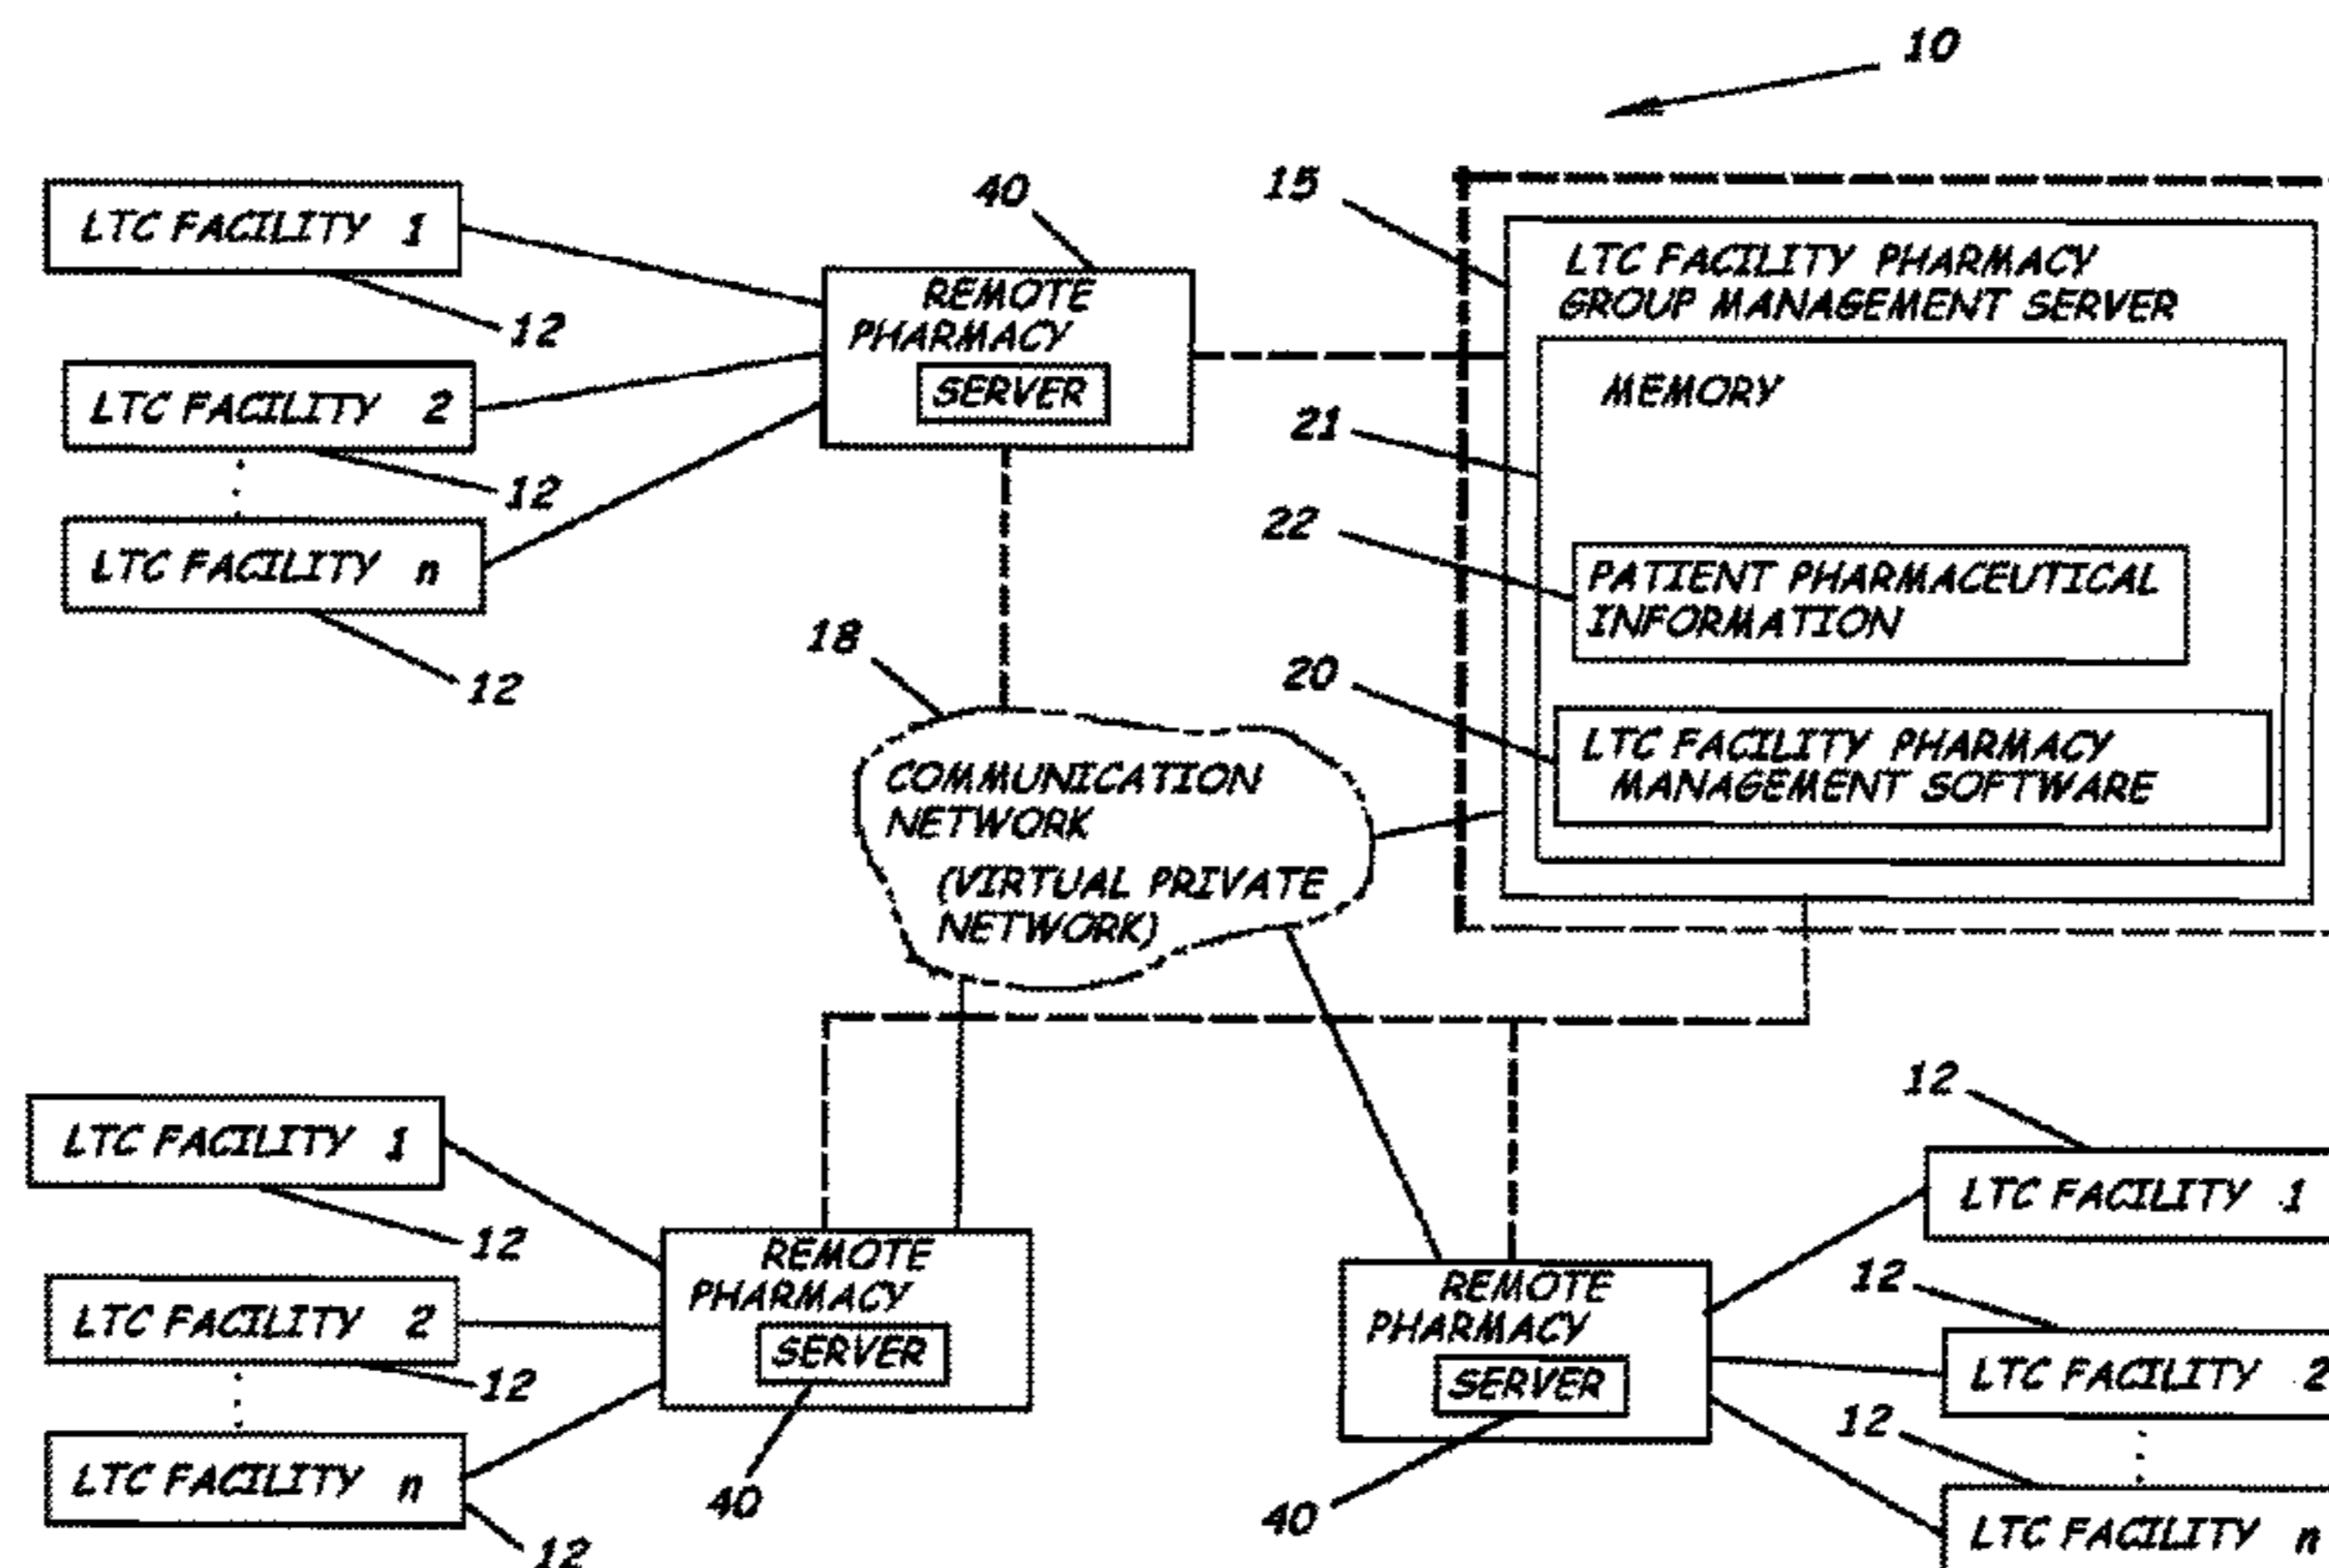 10
LTC FACILITY 1
12
LTC FACILITY 2
12
LTC FACILITY n
12
40
REMOTE
PHARMACY
SERVER
15
LTC FACILITY PHARMACY
GROUP MANAGEMENT SERVER
MEMORY
21
22
PATIENT PHARMACEUTICAL
INFORMATION
20
LTC FACILITY PHARMACY
MANAGEMENT SOFTWARE
18
COMMUNICATION
NETWORK
(VIRTUAL PRIVATE
NETWORK)
LTC FACILITY 1
12
LTC FACILITY 2
12
LTC FACILITY n
12
REMOTE
PHARMACY
SERVER
40
REMOTE
PHARMACY
SERVER
40
12
LTC FACILITY 1
12
LTC FACILITY 2
12
LTC FACILITY n